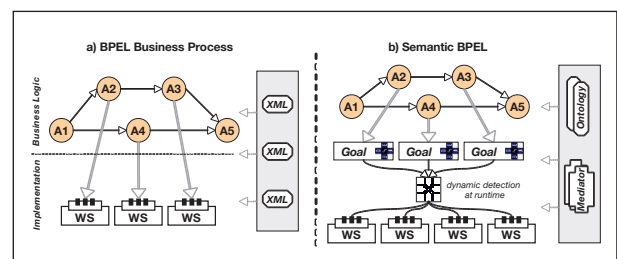 a) BPEL Business Process
Business Logic
Implementation
A2
A3
A1
A4
A5
WS
WS
WS
XML
XML
XML
b) Semantic BPEL
A2
A3
A1
A4
A5
Goal
Goal
Goal
dynamic detection
at runtime
WS
WS
WS
WS
Ontology
Mediator